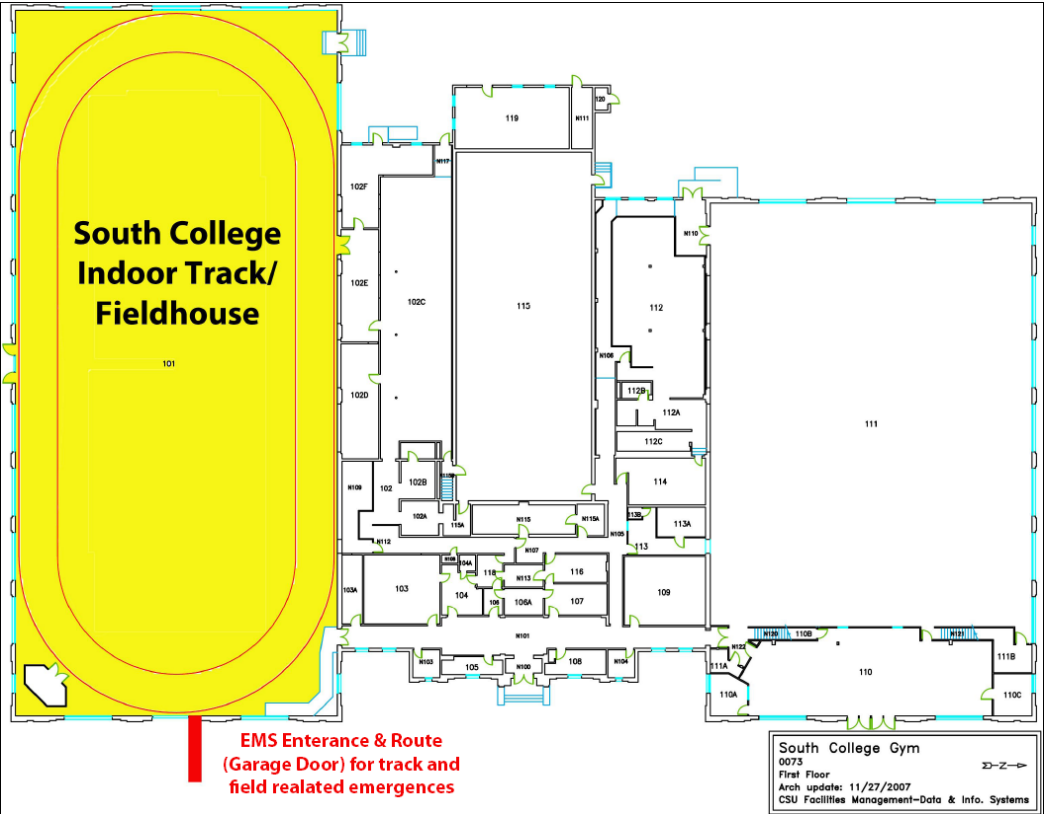 119
N111
120
N117
102F
South College
Indoor Track/
Fieldhouse
N110
102E
102C
115
112
N106
101
112B
102D
112A
111
112C
102B
N109
102
114
102A
115A
N115
N115A
113B
113A
N105
113
N112
N107
104A
118
116
N113
103A
103
104
106
106A
107
109
N101
N120
110B
N121
N122
N103
105
N100
108
N104
111A
111B
110
110A
110C
EMS Enterance & Route
(Garage Door) for track and
field realated emergences
South College Gym
0073
First Floor
Arch update: 11/27/2007
CSU Facilities Management-Data & Info. Systems
N